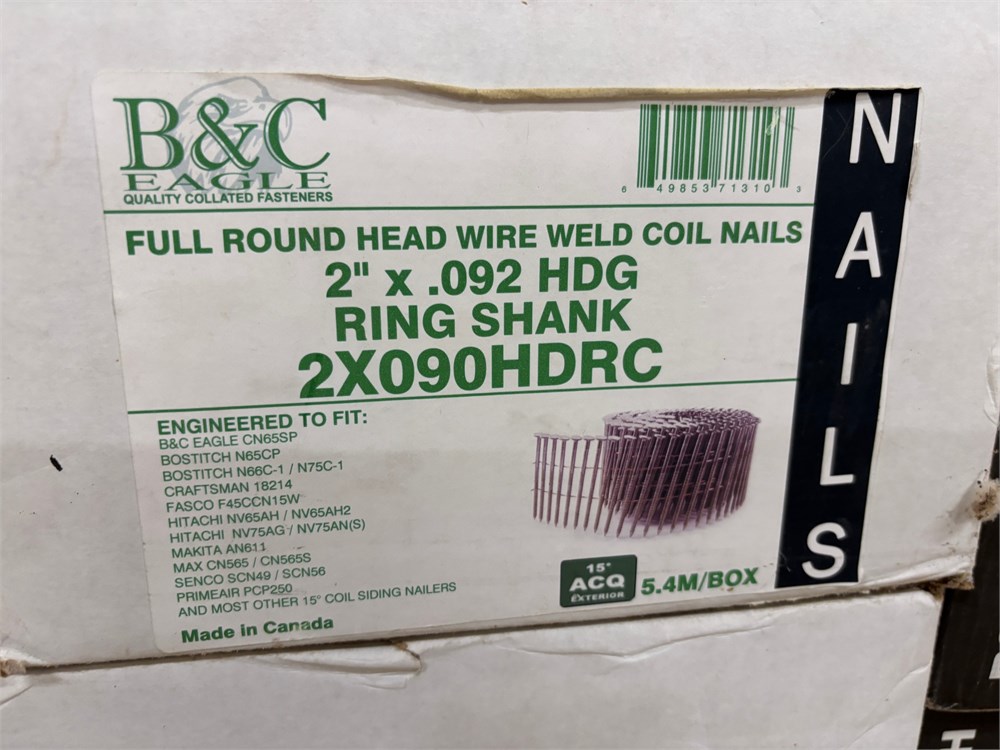 B&C
EAGLE
QUALITY COLLATED FASTENERS
6 49853 71310 3
FULL ROUND HEAD WIRE WELD COIL NAILS
2" x .092 HDG
RING SHANK
2X090HDRC
ENGINEERED TO FIT:
B&C EAGLE CN65SP
BOSTITCH N65CP
BOSTITCH N66C-1 / N75C-1
CRAFTSMAN 18214
FASCO F45CCN15W
HITACHI NV65AH / NV65AH2
HITACHI NV75AG / NV75AN(S)
MAKITA AN611
MAX CN565 / CN565S
SENCO SCN49 / SCN56
PRIMEAIR PCP250
AND MOST OTHER 15° COIL SIDING NAILERS
Made in Canada
15°
ACQ
EXTERIOR
5.4M/BOX
NAILS